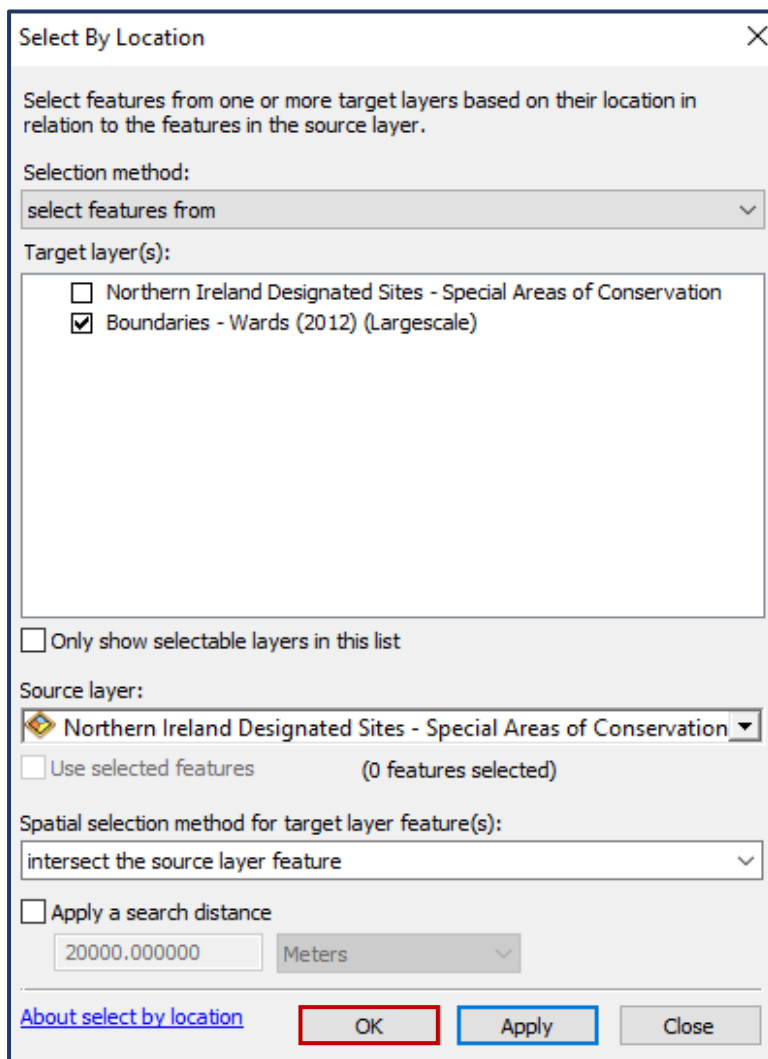 Select By Location
Select features from one or more target layers based on their location in
relation to the features in the source layer.
Selection method:
select features from
Target layer(s):
Northern Ireland Designated Sites - Special Areas of Conservation
Boundaries - Wards (2012) (Largescale)
Only show selectable layers in this list
Source layer:
Northern Ireland Designated Sites - Special Areas of Conservation
Use selected features (0 features selected)
Spatial selection method for target layer feature(s):
intersect the source layer feature
Apply a search distance
20000.000000 Meters
About select by location OK Apply Close